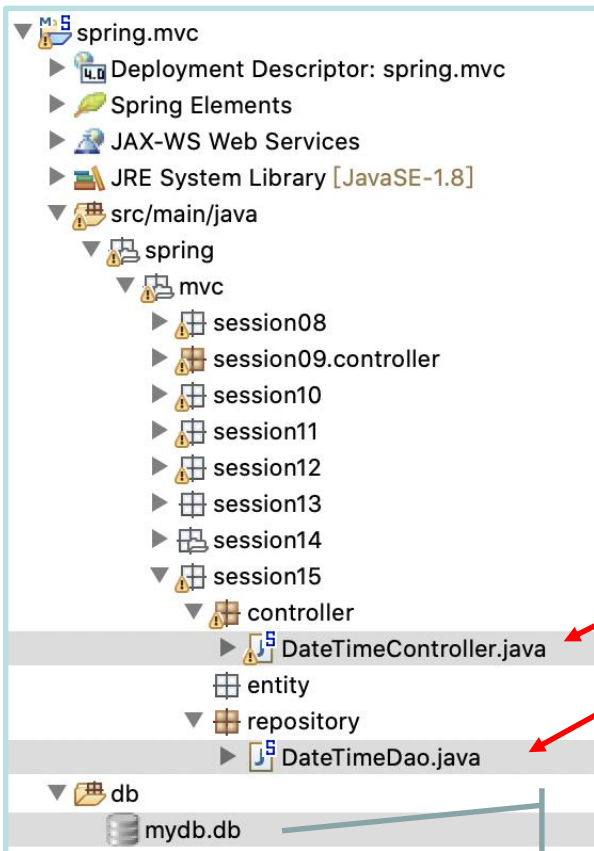 spring.mvc
Deployment Descriptor: spring.mvc
Spring Elements
JAX-WS Web Services
JRE System Library [JavaSE-1.8]
src/main/java
spring
mvc
session08
session09.controller
session10
session11
session12
session13
session14
session15
controller
DateTimeController.java
entity
repository
DateTimeDao.java
db
mydb.db